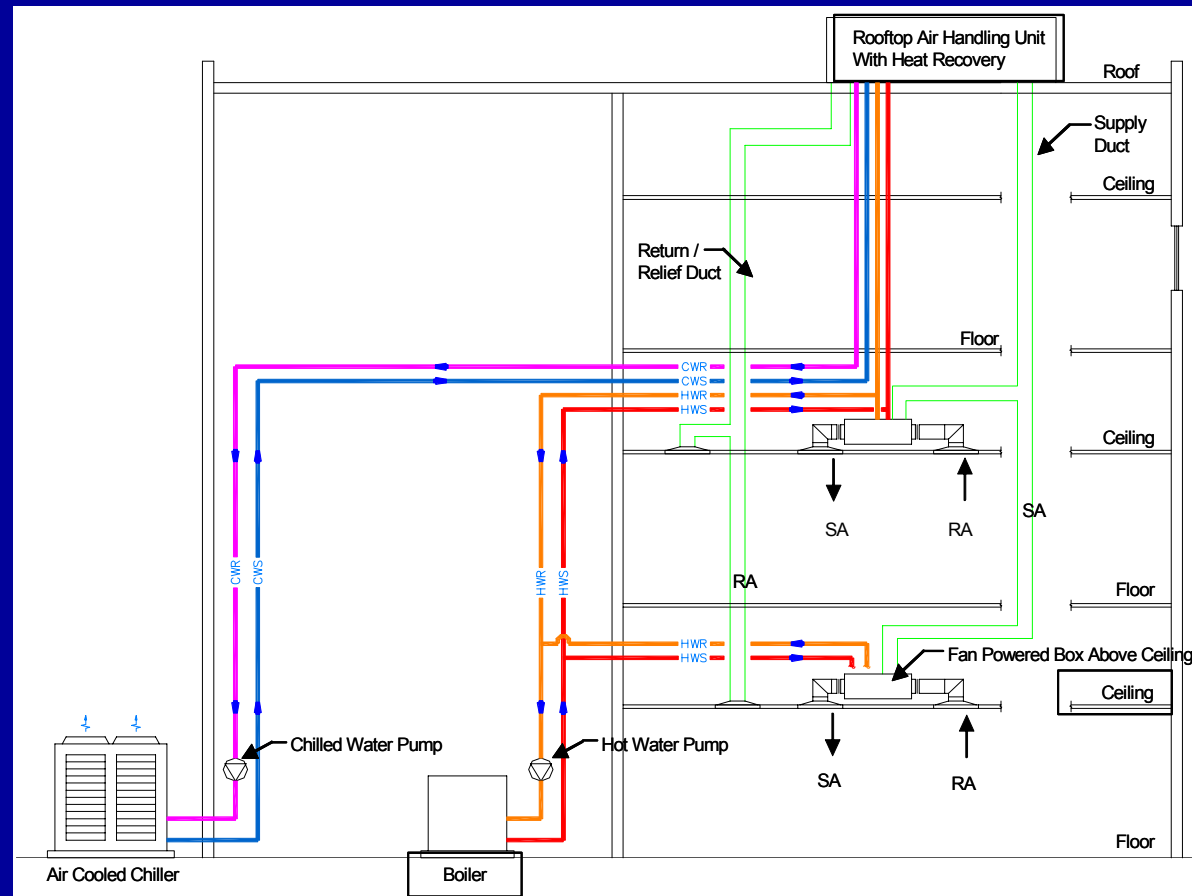 Rooftop Air Handling Unit
With Heat Recovery
Roof
Supply
Duct
Ceiling
Return /
Relief Duct
Floor
CWR
CWS
HWR
HWS
Ceiling
SA
RA
SA
CWR
CWS
HWR
HWS
RA
Floor
HWR
HWS
Fan Powered Box Above Ceiling
Ceiling
Chilled Water Pump
Hot Water Pump
SA
RA
Floor
Air Cooled Chiller
Boiler